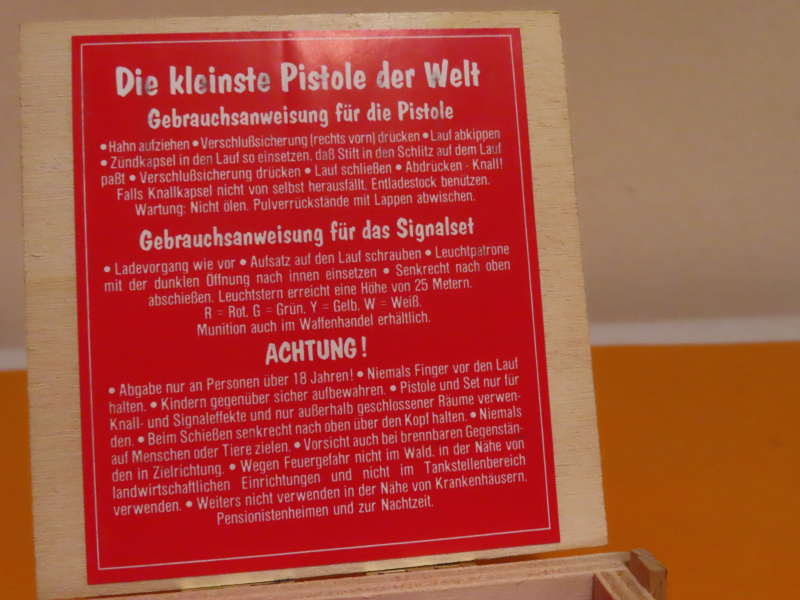 Die kleinste Pistole der Welt
Gebrauchsanweisung für die Pistole
• Hahn aufziehen • Verschlußsicherung (rechts vorn) drücken • Lauf abkippen
• Zündkapsel in den Lauf so einsetzen, daß Stift in den Schlitz auf dem Lauf
paßt • Verschlußsicherung drücken • Lauf schließen • Abdrücken - Knall!
Falls Knallkapsel nicht von selbst herausfällt, Entladestock benützen.
Wartung: Nicht ölen. Pulverrückstände mit Lappen abwischen.
Gebrauchsanweisung für das Signalset
• Ladevorgang wie vor • Aufsatz auf den Lauf schrauben • Leuchtpatrone
mit der dunklen Öffnung nach innen einsetzen • Senkrecht nach oben
abschießen. Leuchtstern erreicht eine Höhe von 25 Metern.
R = Rot, G = Grün, Y = Gelb, W = Weiß.
Munition auch im Waffenhandel erhältlich.
ACHTUNG!
• Abgabe nur an Personen über 18 Jahren! • Niemals Finger vor den Lauf
halten. • Kindern gegenüber sicher aufbewahren. • Pistole und Set nur für
Knall- und Signaleffekte und nur außerhalb geschlossener Räume verwen-
den. • Beim Schießen senkrecht nach oben über den Kopf halten. • Niemals
auf Menschen oder Tiere zielen. • Vorsicht auch bei brennbaren Gegenstän-
den in Zielrichtung. • Wegen Feuergefahr nicht im Wald, in der Nähe von
landwirtschaftlichen Einrichtungen und nicht im Tankstellenbereich
verwenden. • Weiters nicht verwenden in der Nähe von Krankenhäusern,
Pensionistenheimen und zur Nachtzeit.